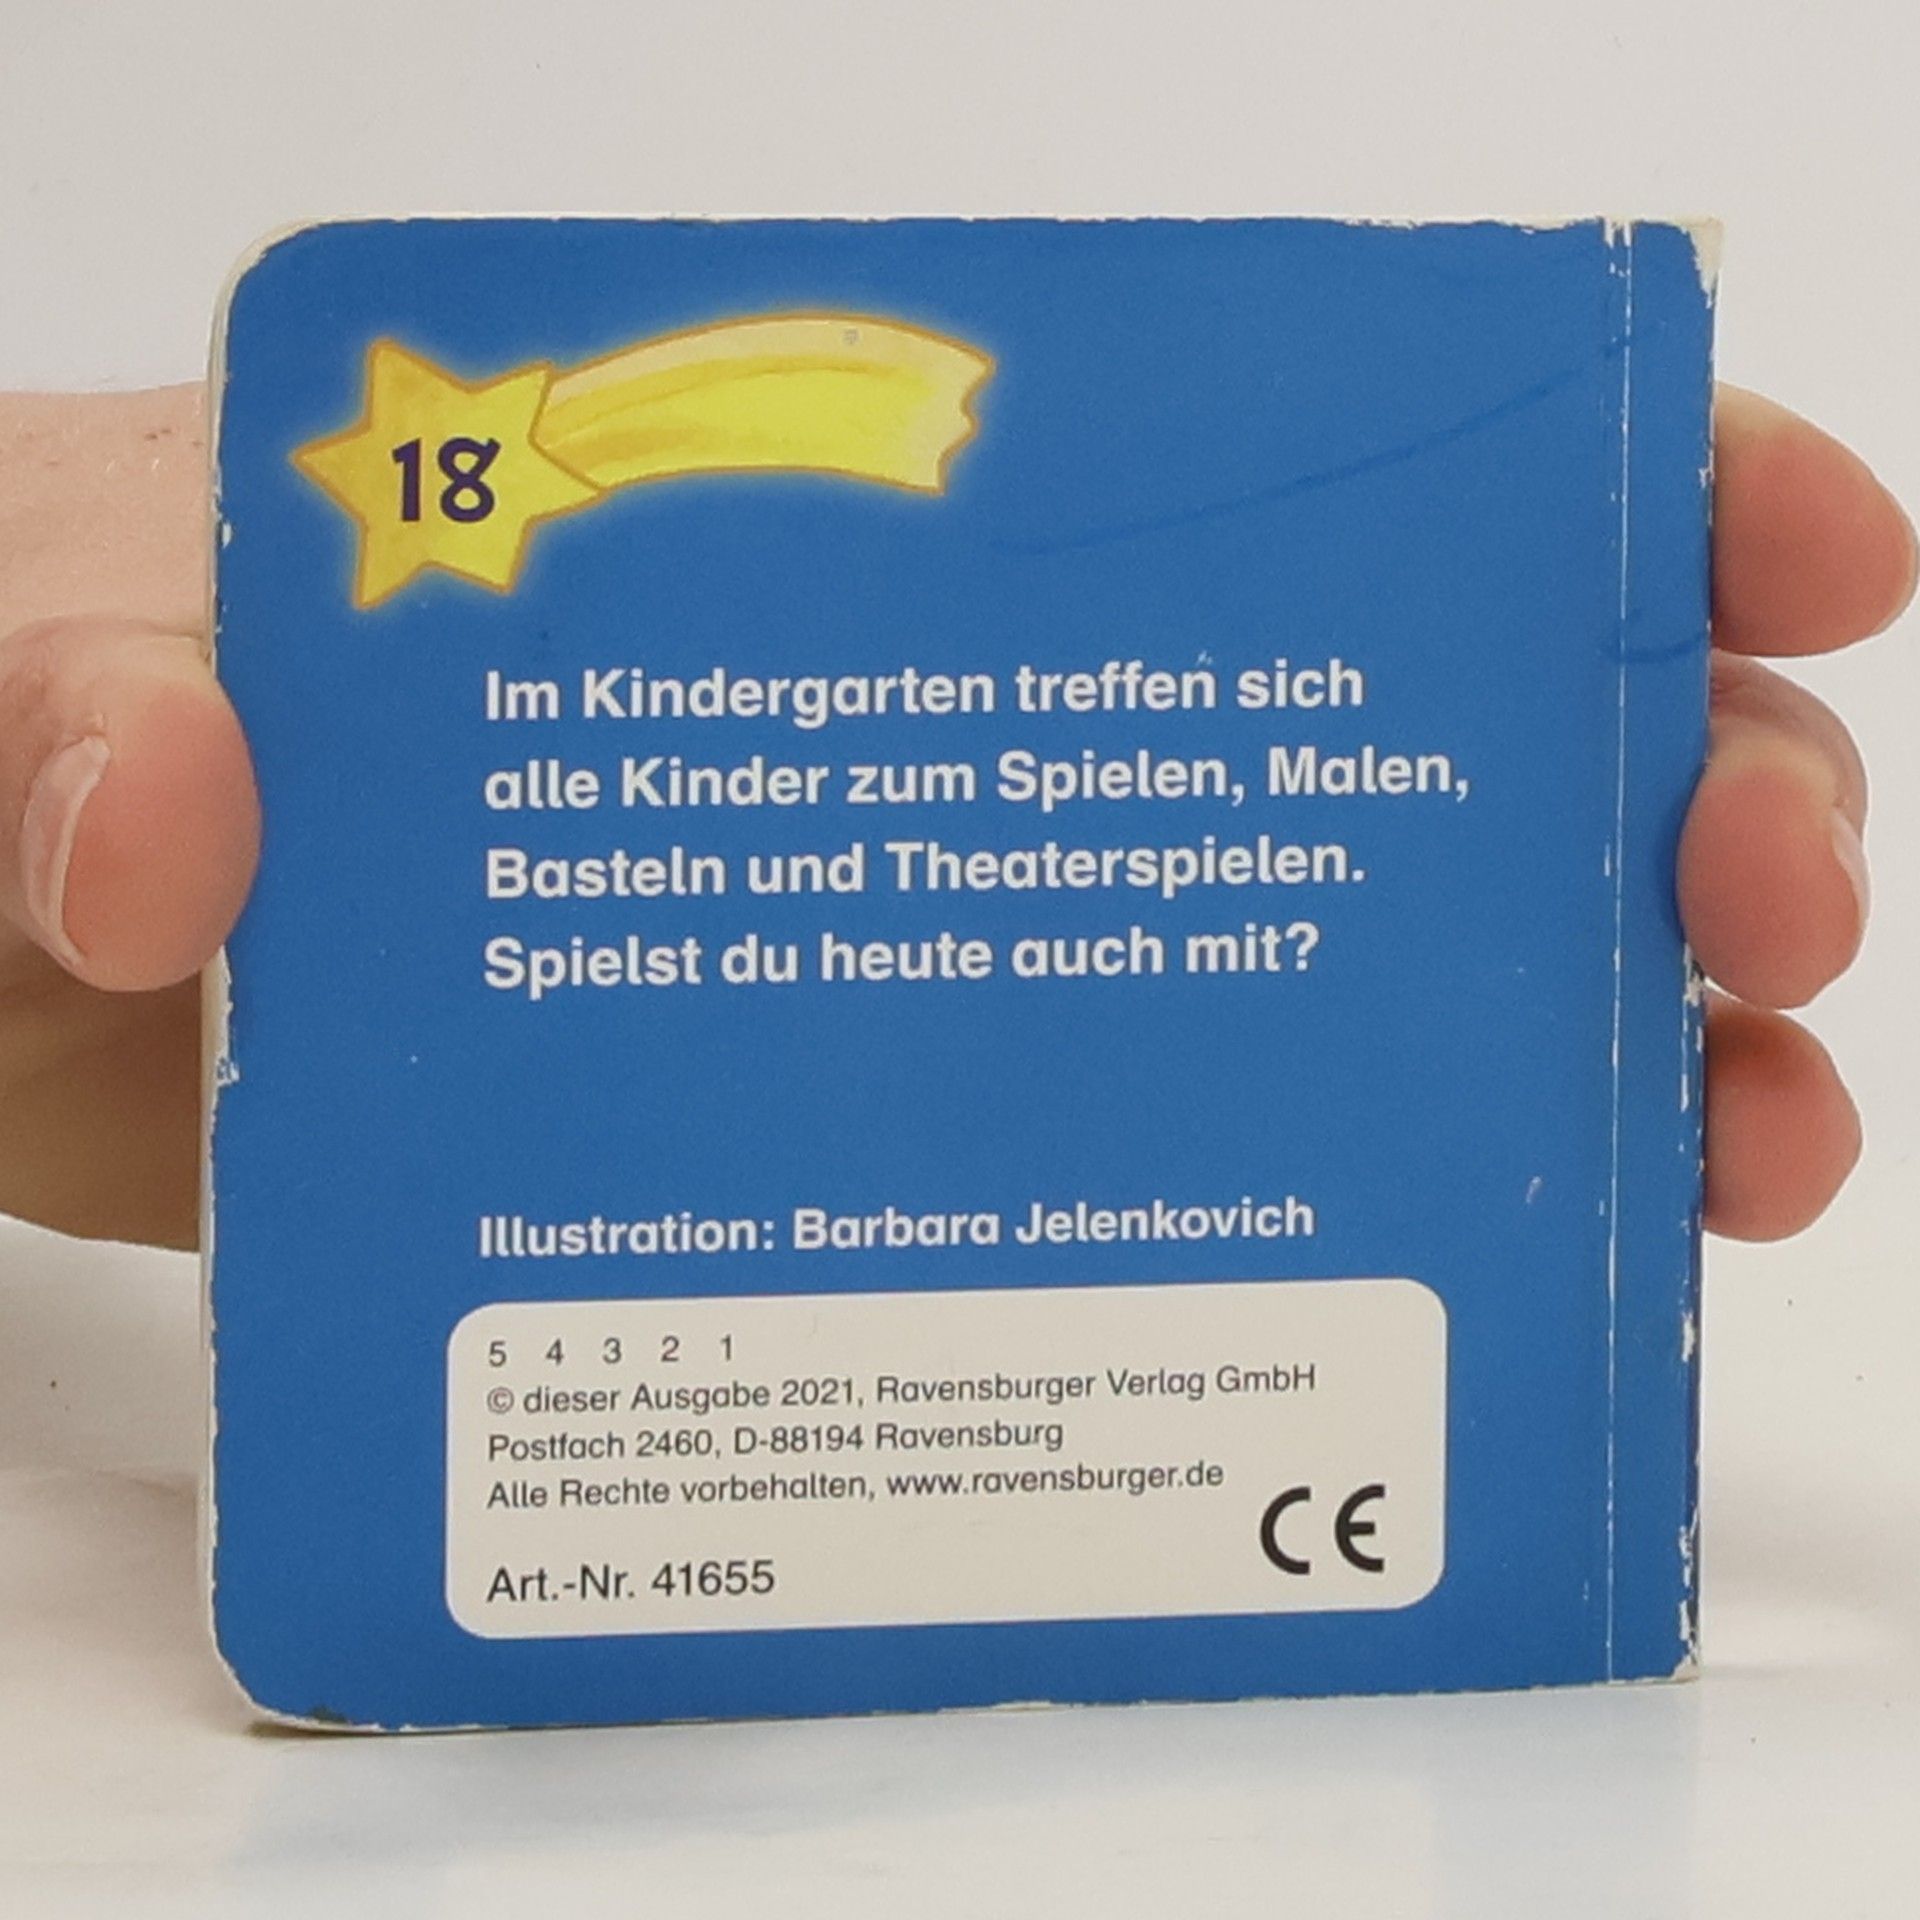 18
Im Kindergarten treffen sich
alle Kinder zum Spielen, Malen,
Basteln und Theaterspielen.
Spielst du heute auch mit?
Illustration: Barbara Jelenkovich
5 4 3 2 1
© dieser Ausgabe 2021, Ravensburger Verlag GmbH
Postfach 2460, D-88194 Ravensburg
Alle Rechte vorbehalten, www.ravensburger.de
CE
Art.-Nr. 41655